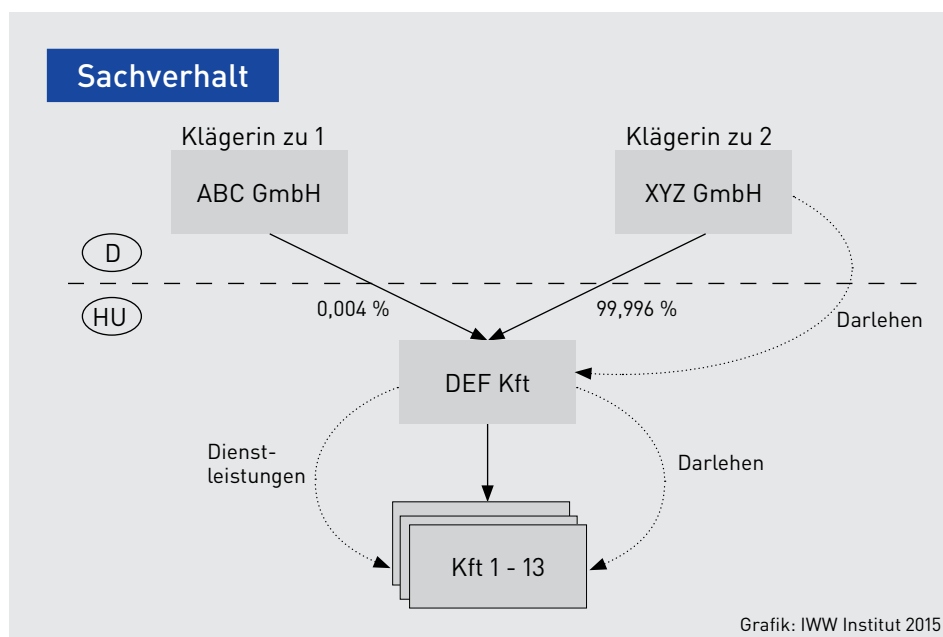 Sachverhalt
Klägerin zu 1
Klägerin zu 2
ABC GmbH
XYZ GmbH
D
HU
0,004 %
99,996 %
Darlehen
DEF Kft
Dienst-
leistungen
Darlehen
Kft 1 - 13
Grafik: IWW Institut 2015